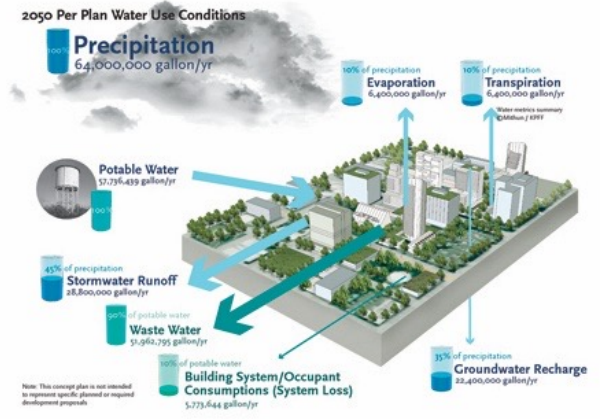 2050 Per Plan Water Use Conditions
100%
Precipitation
64,000,000 gallon/yr
10% of precipitation
Evaporation
6,400,000 gallon/yr
10% of precipitation
Transpiration
6,400,000 gallon/yr
Water metrics summary
©Mithun / KPFF
Potable Water
57,736,439 gallon/yr
100%
45% of precipitation
Stormwater Runoff
28,800,000 gallon/yr
90% of potable water
Waste Water
51,962,795 gallon/yr
10% of potable water
Building System/Occupant
Consumptions (System Loss)
5,773,644 gallon/yr
35% of precipitation
Groundwater Recharge
22,400,000 gallon/yr
Note: This concept plan is not intended
to represent specific planned or required
development proposals